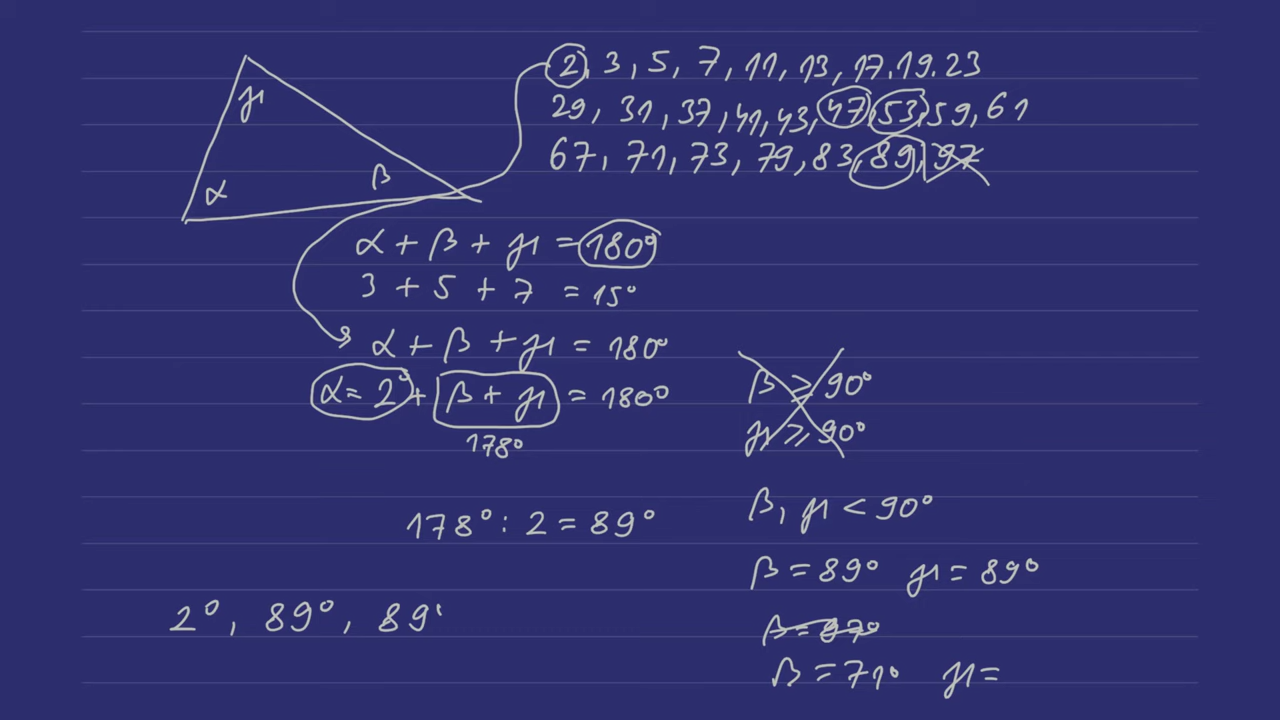 γ
β
α
2, 3, 5, 7, 11, 13, 17, 19. 23
29, 31, 37, 41, 43, 47, 53, 59, 61
67, 71, 73, 79, 83, 89, 97
α + β + γ = 180°
3 + 5 + 7 = 15°
α + β + γ = 180°
α = 2° + β + γ = 180°
178°
178° : 2 = 89°
2°, 89°, 89°
β ≥ 90°
γ ≥ 90°
β, γ < 90°
β = 89° γ = 89°
β = 97°
β = 71° γ =